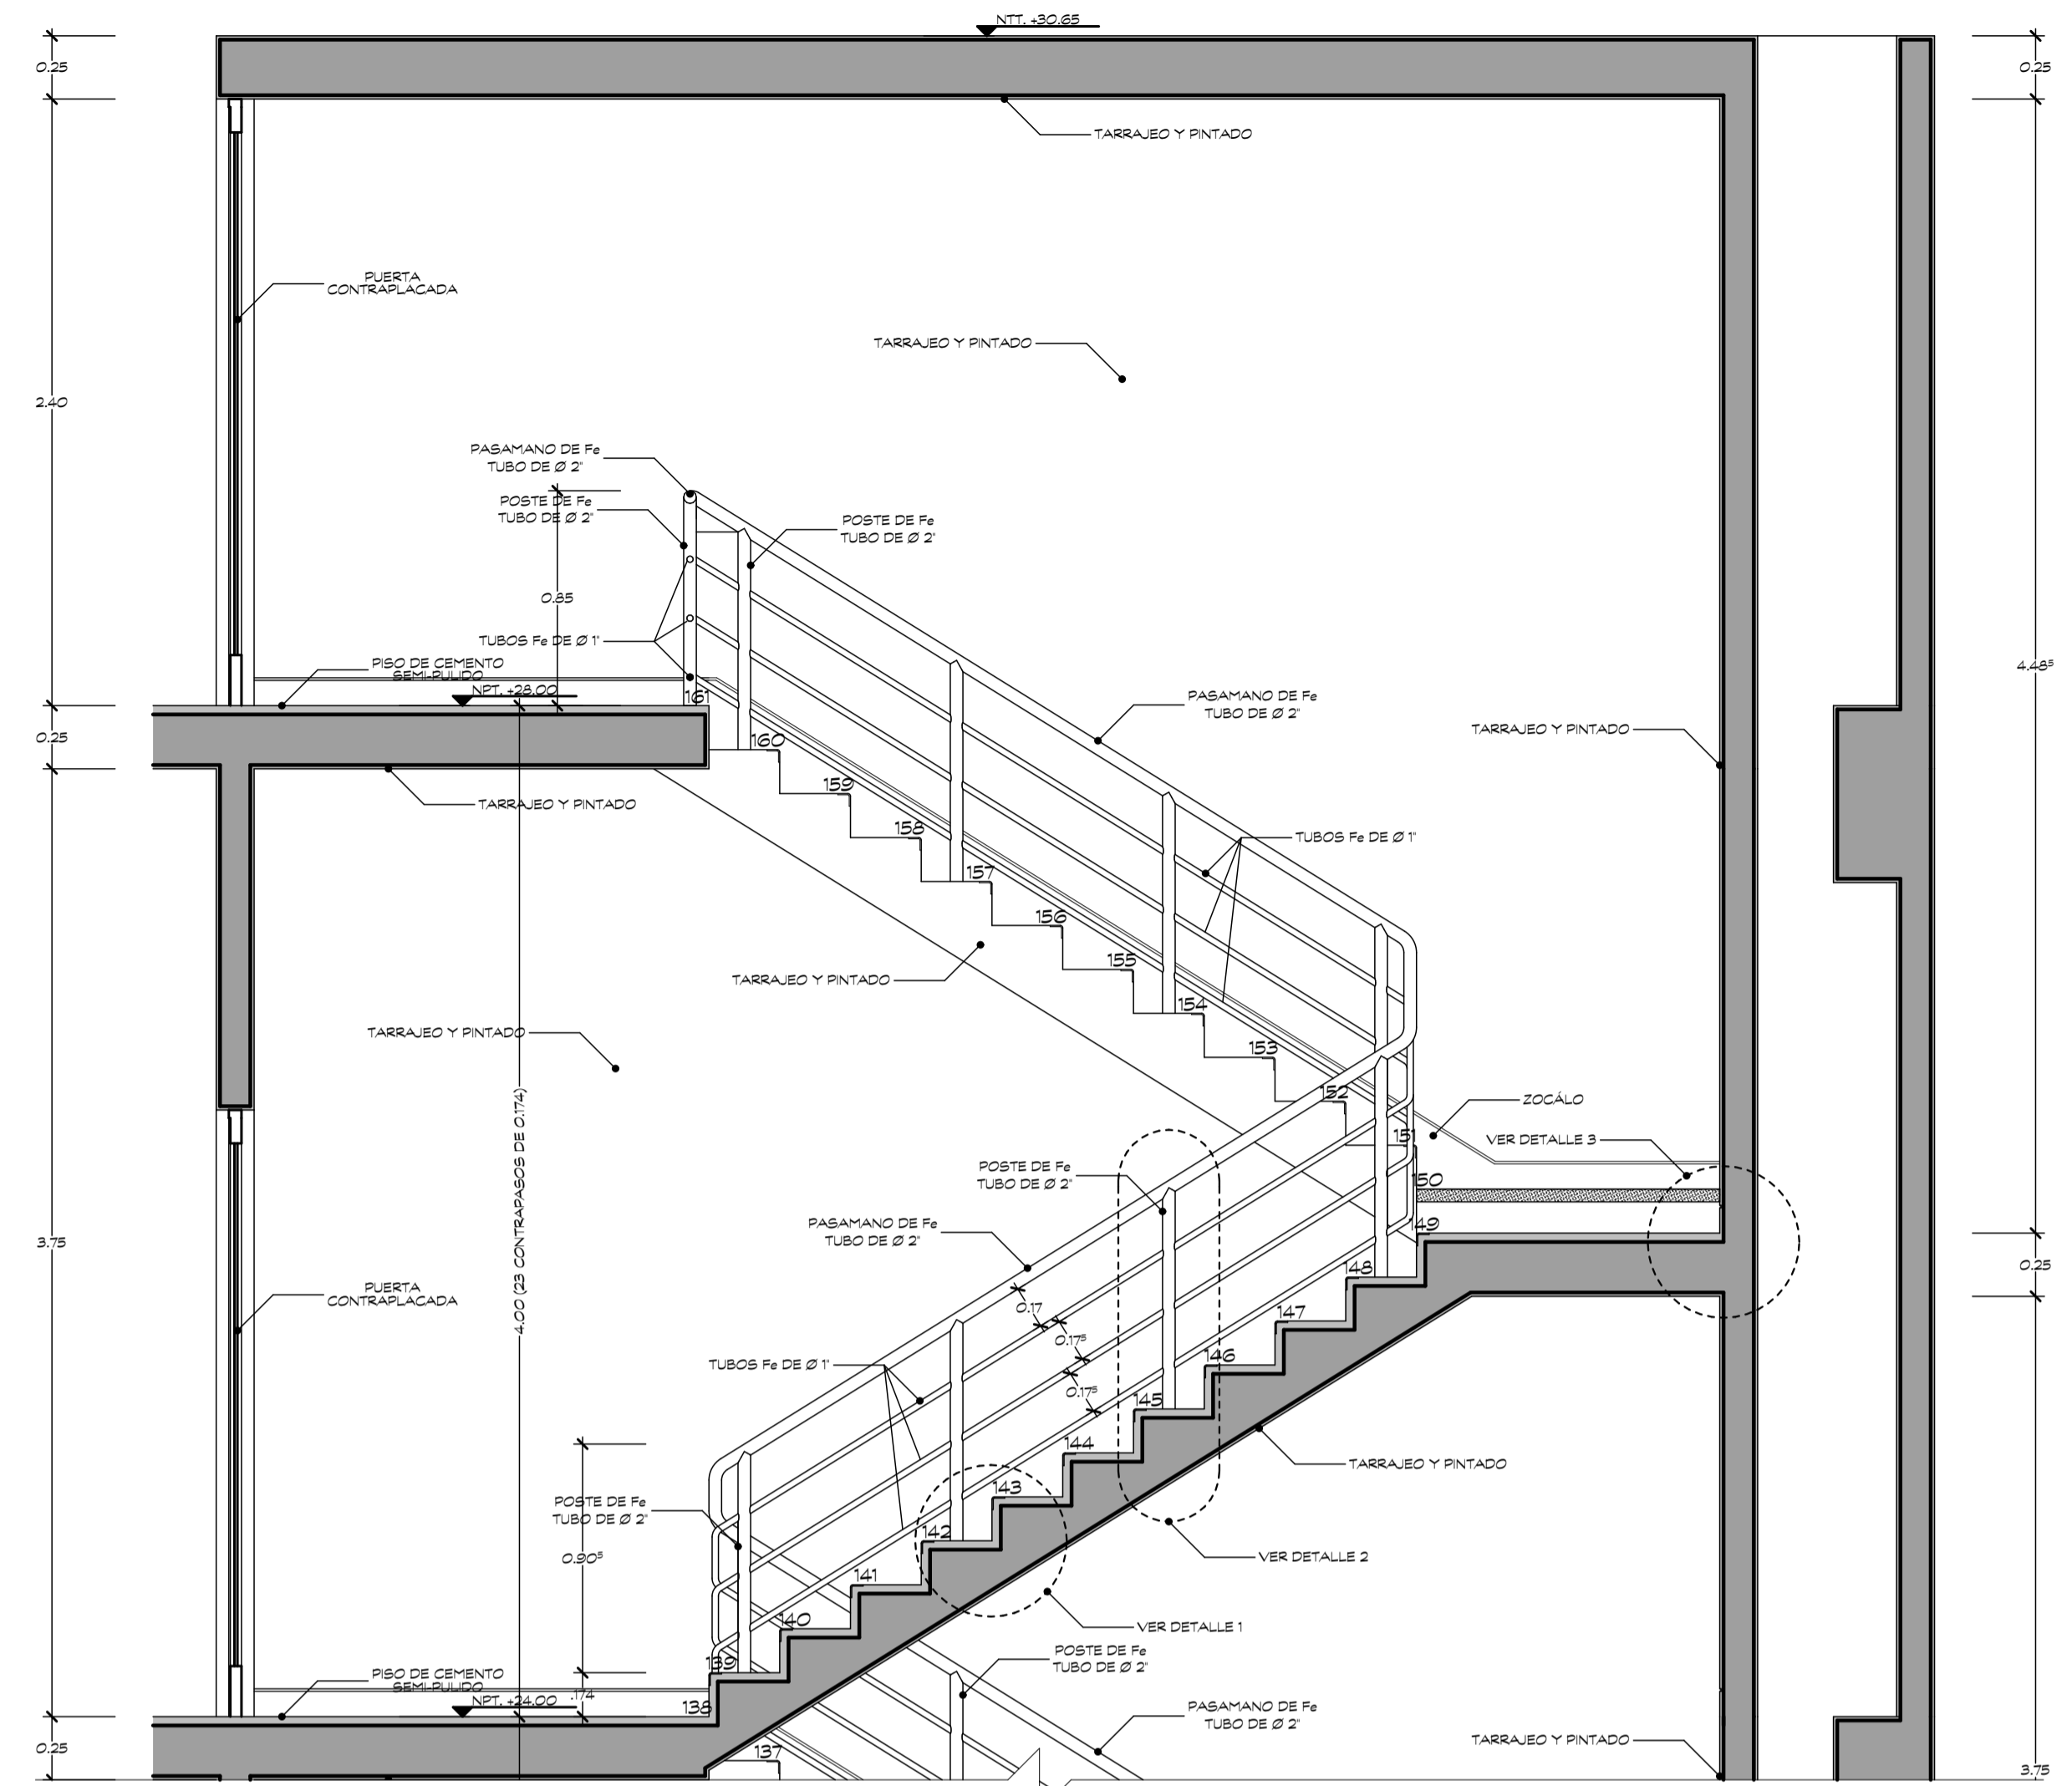 NTT. +30.65
0.25
0.25
TARRAJEO Y PINTADO
PUERTA
CONTRAPLACADA
TARRAJEO Y PINTADO
2.40
PASAMANO DE Fe
TUBO DE Ø 2"
POSTE DE Fe
TUBO DE Ø 2"
POSTE DE Fe
TUBO DE Ø 2"
0.85
TUBOS Fe DE Ø 1"
PISO DE CEMENTO
SEMI-PULIDO
NPT. +28.00
161
4.48⁵
PASAMANO DE Fe
TUBO DE Ø 2"
TARRAJEO Y PINTADO
0.25
160
159
TARRAJEO Y PINTADO
158
TUBOS Fe DE Ø 1"
157
156
155
TARRAJEO Y PINTADO
154
TARRAJEO Y PINTADO
153
152
ZOCÁLO
151
VER DETALLE 3
4.00 (23 CONTRAPASOS DE 0.174)
POSTE DE Fe
TUBO DE Ø 2"
150
PASAMANO DE Fe
TUBO DE Ø 2"
149
3.75
0.25
148
PUERTA
CONTRAPLACADA
0.17
147
0.17⁵
146
TUBOS Fe DE Ø 1"
0.17⁵
145
144
TARRAJEO Y PINTADO
143
POSTE DE Fe
TUBO DE Ø 2"
142
0.90⁵
VER DETALLE 2
141
140
VER DETALLE 1
139
POSTE DE Fe
TUBO DE Ø 2"
PISO DE CEMENTO
SEMI-PULIDO
NPT. +24.00
.174
138
PASAMANO DE Fe
TUBO DE Ø 2"
TARRAJEO Y PINTADO
0.25
137
3.75